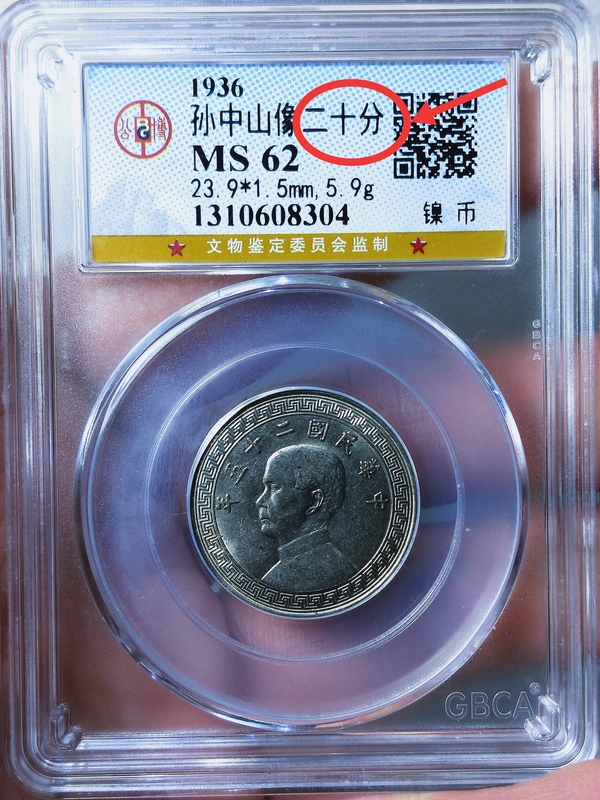 1936
孙中山像二十分
MS 62
23.9*1.5mm,5.9g
1310608304
镍 币
公 博
文物鉴定委员会监制
GBCA
中華民國二十五年
GBCA®